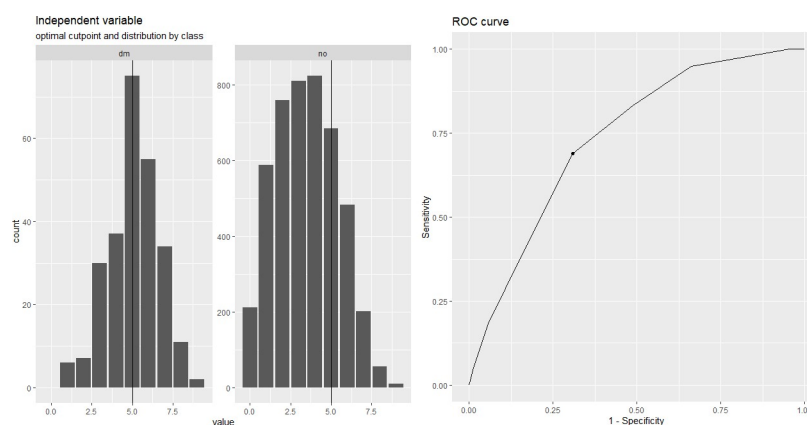 Independent variable
optimal cutpoint and distribution by class
dm
no
count
60
40
20
0
800
600
400
200
0
0.0 2.5 5.0 7.5
0.0 2.5 5.0 7.5
value
ROC curve
Sensitivity
1.00
0.75
0.50
0.25
0.00
0.00 0.25 0.50 0.75 1.0
1 - Specificity